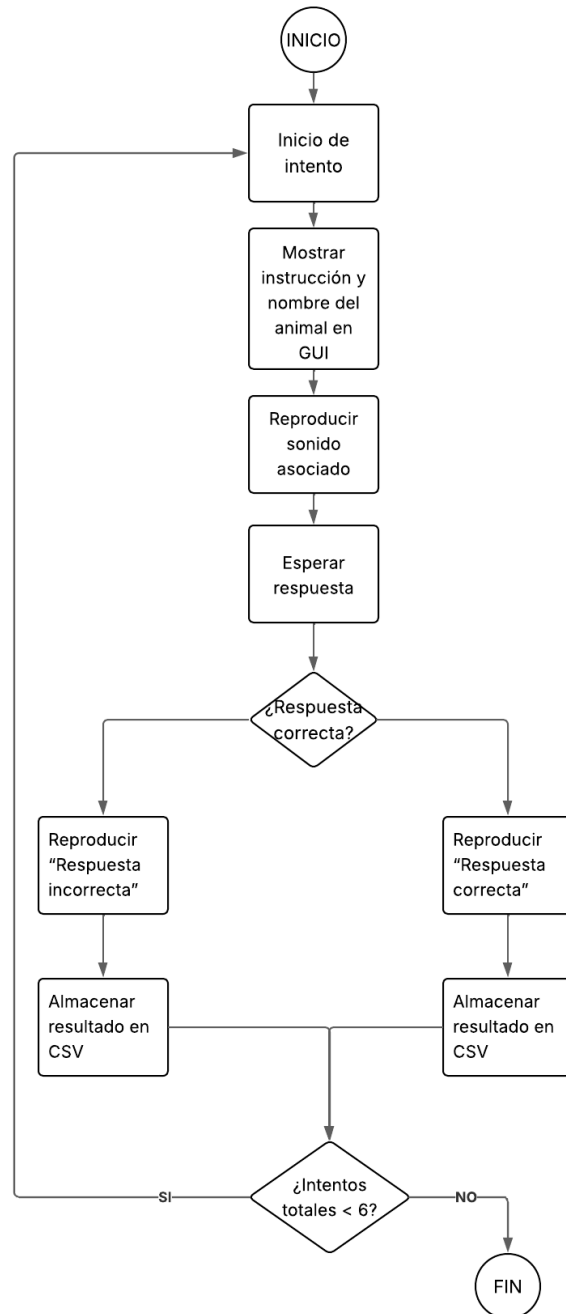 INICIO
Inicio de
intento
Mostrar
instrucción y
nombre del
animal en
GUI
Reproducir
sonido
asociado
Esperar
respuesta
¿Respuesta
correcta?
Reproducir
“Respuesta
incorrecta”
Reproducir
“Respuesta
correcta”
Almacenar
resultado en
CSV
Almacenar
resultado en
CSV
¿Intentos
totales < 6?
SI
NO
FIN